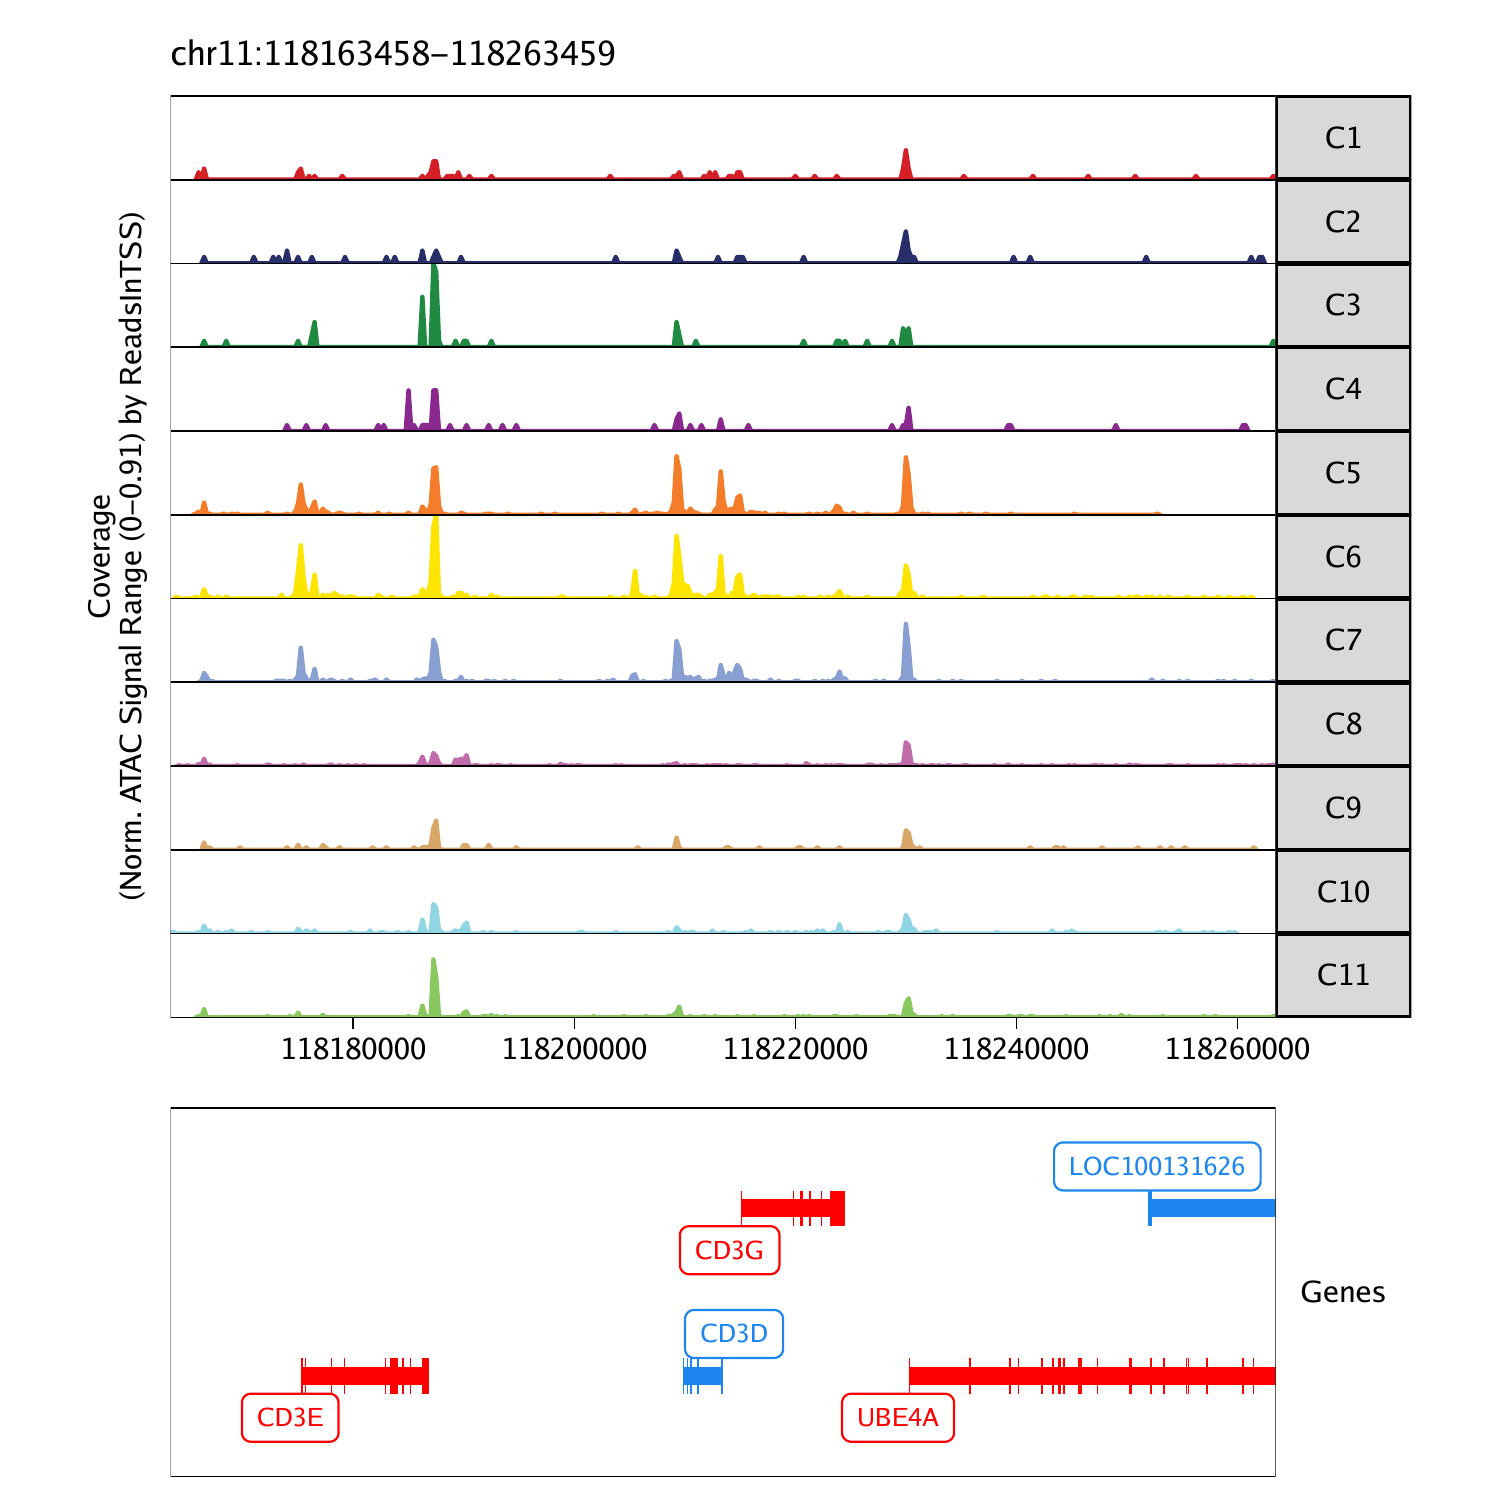 chr11:118163458–118263459
Coverage
(Norm. ATAC Signal Range (0–0.91) by ReadsInTSS)
C1
C2
C3
C4
C5
C6
C7
C8
C9
C10
C11
118180000 118200000 118220000 118240000 118260000
LOC100131626
CD3G
Genes
CD3D
CD3E
UBE4A